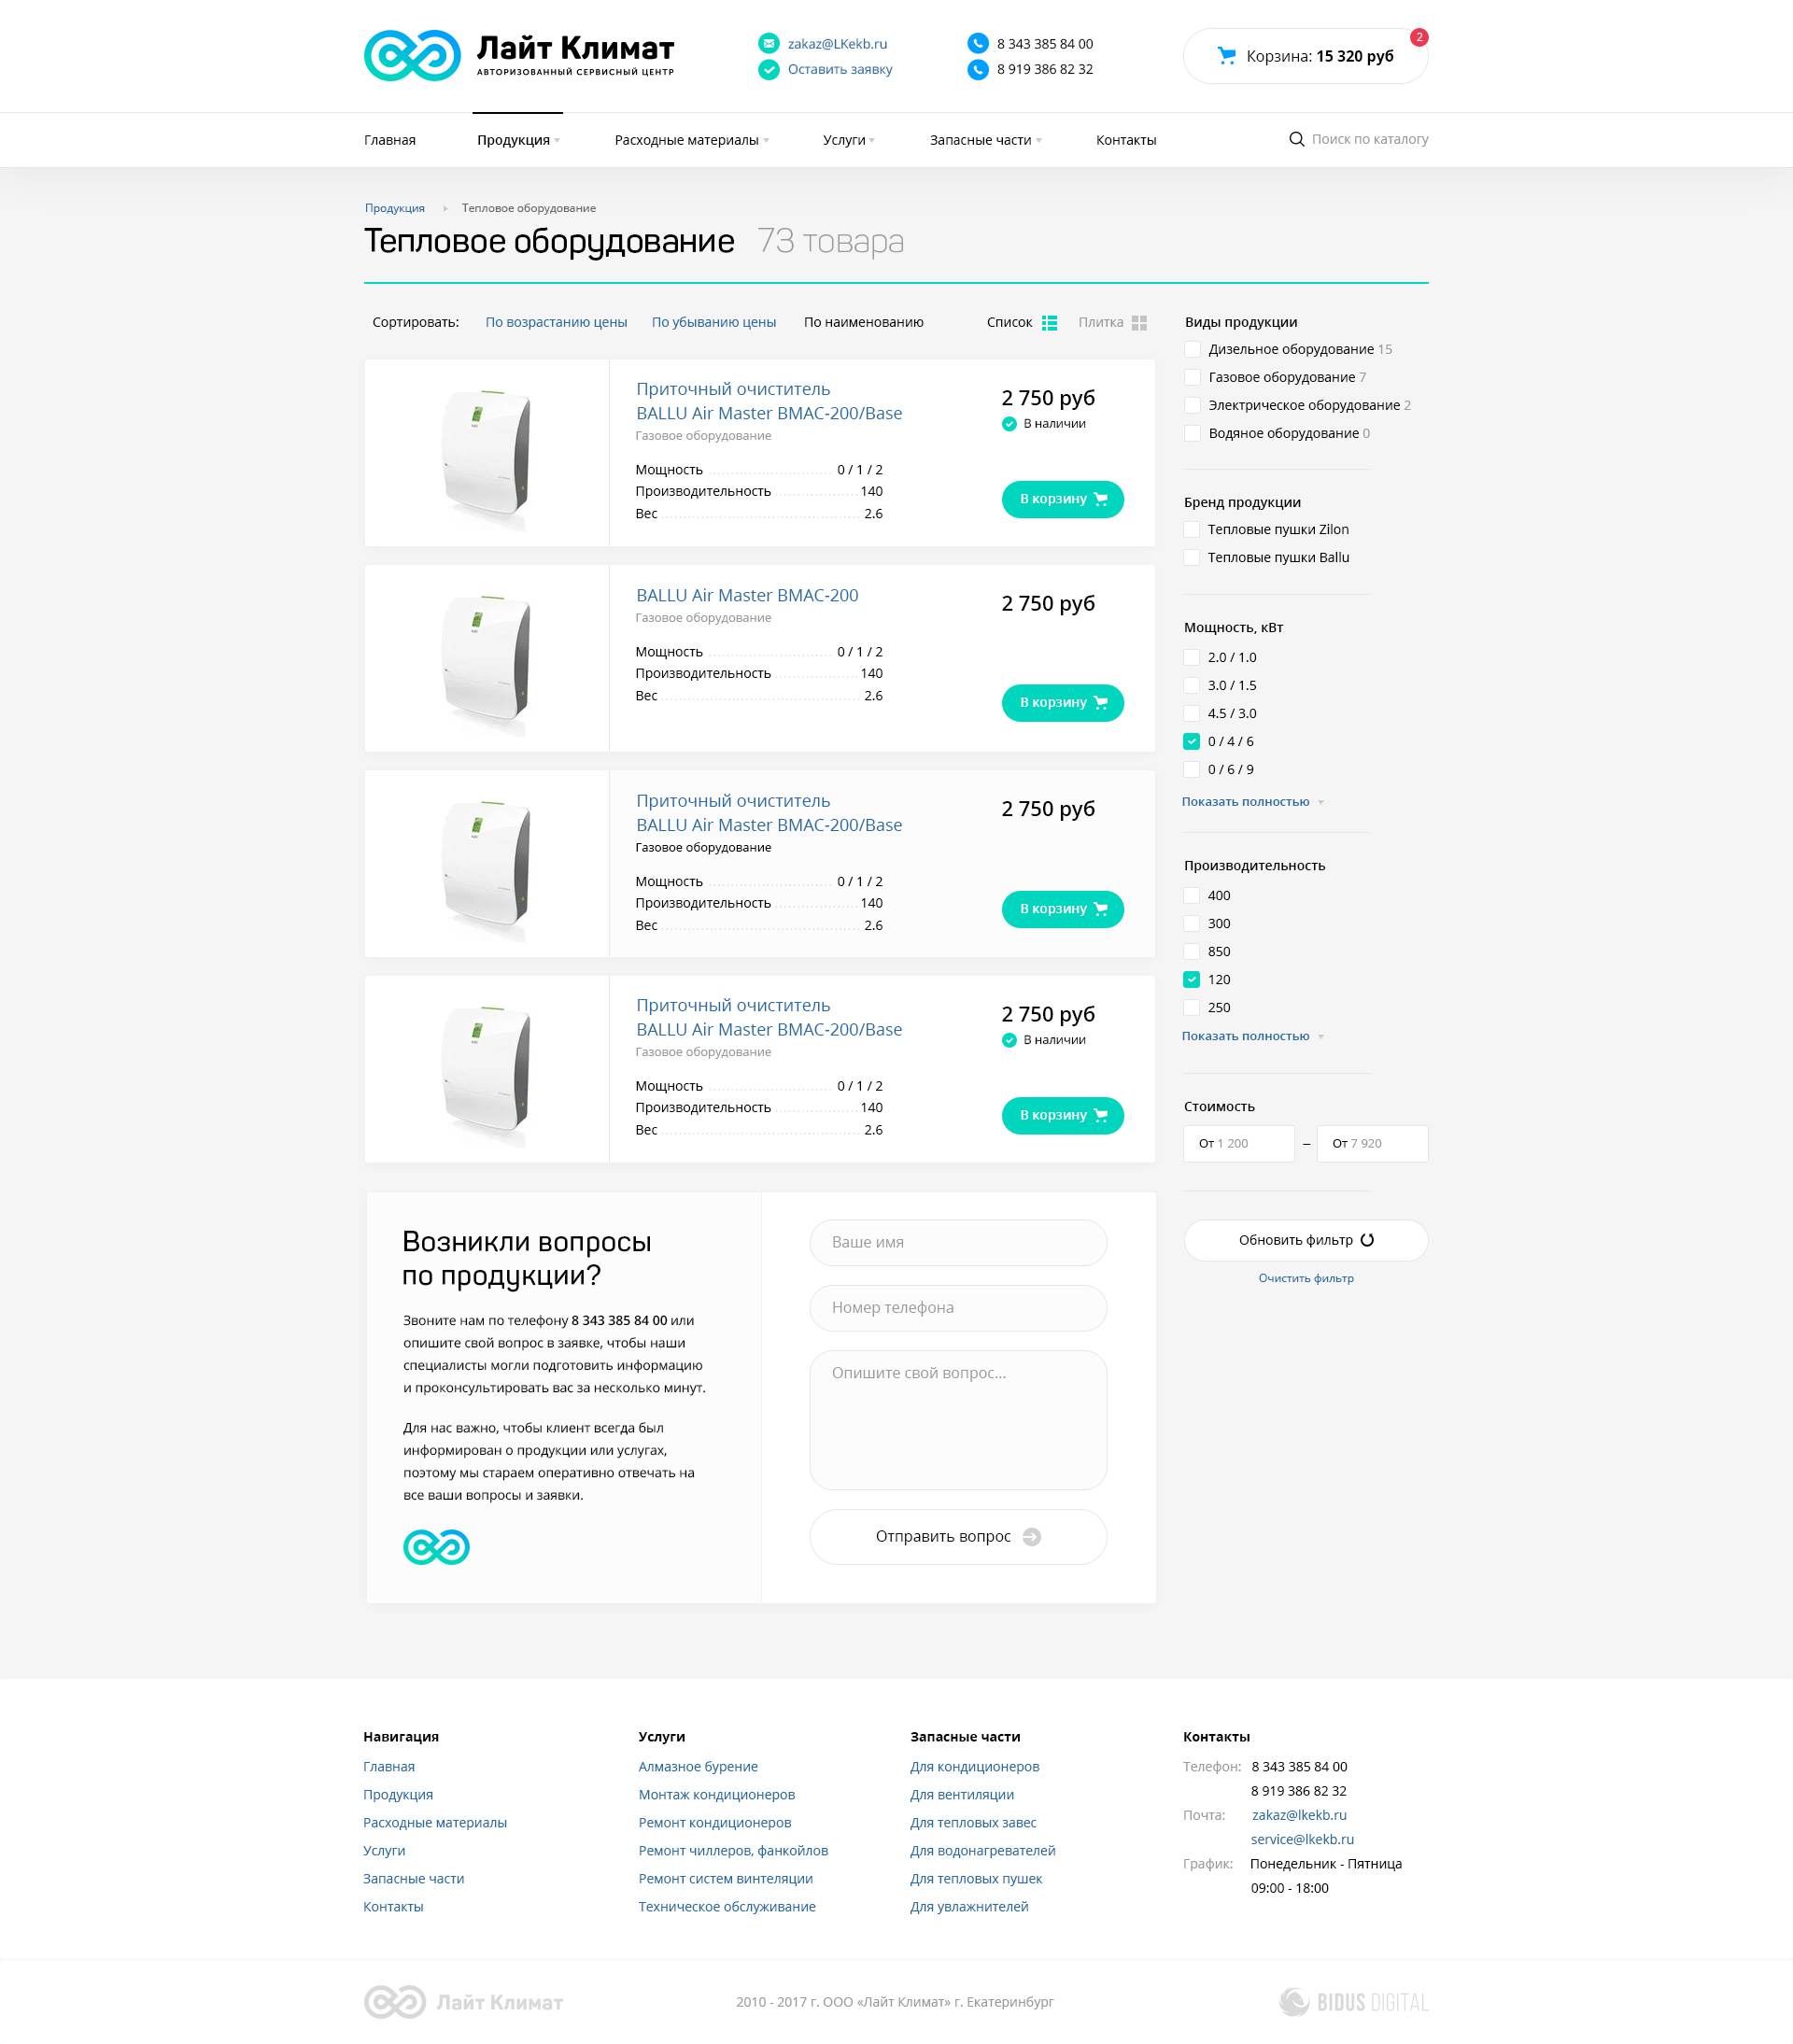 Лайт Климат
АВТОРИЗОВАННЫЙ СЕРВИСНЫЙ ЦЕНТР
zakaz@LKekb.ru
Оставить заявку
8 343 385 84 00
8 919 386 82 32
Корзина: 15 320 руб
2
Главная Продукция Расходные материалы Услуги Запасные части Контакты Поиск по каталогу
Продукция Тепловое оборудование
Тепловое оборудование 73 товара
Сортировать: По возрастанию цены По убыванию цены По наименованию Список Плитка
Приточный очиститель
BALLU Air Master BMAC-200/Base
Газовое оборудование
Мощность 0 / 1 / 2
Производительность 140
Вес 2.6
2 750 руб
В наличии
В корзину
BALLU Air Master BMAC-200
Газовое оборудование
Мощность 0 / 1 / 2
Производительность 140
Вес 2.6
2 750 руб
В корзину
Приточный очиститель
BALLU Air Master BMAC-200/Base
Газовое оборудование
Мощность 0 / 1 / 2
Производительность 140
Вес 2.6
2 750 руб
В корзину
Приточный очиститель
BALLU Air Master BMAC-200/Base
Газовое оборудование
Мощность 0 / 1 / 2
Производительность 140
Вес 2.6
2 750 руб
В наличии
В корзину
Виды продукции
Дизельное оборудование 15
Газовое оборудование 7
Электрическое оборудование 2
Водяное оборудование 0
Бренд продукции
Тепловые пушки Zilon
Тепловые пушки Ballu
Мощность, кВт
2.0 / 1.0
3.0 / 1.5
4.5 / 3.0
0 / 4 / 6
0 / 6 / 9
Показать полностью
Производительность
400
300
850
120
250
Показать полностью
Стоимость
От 1 200 – От 7 920
Обновить фильтр
Очистить фильтр
Возникли вопросы
по продукции?
Звоните нам по телефону 8 343 385 84 00 или
опишите свой вопрос в заявке, чтобы наши
специалисты могли подготовить информацию
и проконсультировать вас за несколько минут.
Для нас важно, чтобы клиент всегда был
информирован о продукции или услугах,
поэтому мы стараем оперативно отвечать на
все ваши вопросы и заявки.
Ваше имя
Номер телефона
Опишите свой вопрос...
Отправить вопрос
Навигация
Главная
Продукция
Расходные материалы
Услуги
Запасные части
Контакты
Услуги
Алмазное бурение
Монтаж кондиционеров
Ремонт кондиционеров
Ремонт чиллеров, фанкойлов
Ремонт систем винтеляции
Техническое обслуживание
Запасные части
Для кондиционеров
Для вентиляции
Для тепловых завес
Для водонагревателей
Для тепловых пушек
Для увлажнителей
Контакты
Телефон: 8 343 385 84 00
8 919 386 82 32
Почта: zakaz@lkekb.ru
service@lkekb.ru
График: Понедельник - Пятница
09:00 - 18:00
Лайт Климат
2010 - 2017 г. ООО «Лайт Климат» г. Екатеринбург
BIDUS DIGITAL